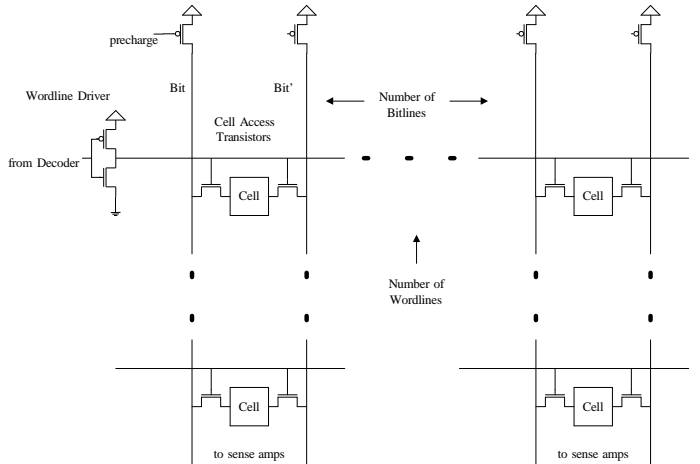 precharge
Wordline Driver
Bit
Bit'
Number of
Bitlines
Cell Access
Transistors
from Decoder
Cell
Cell
Number of
Wordlines
Cell
Cell
to sense amps
to sense amps